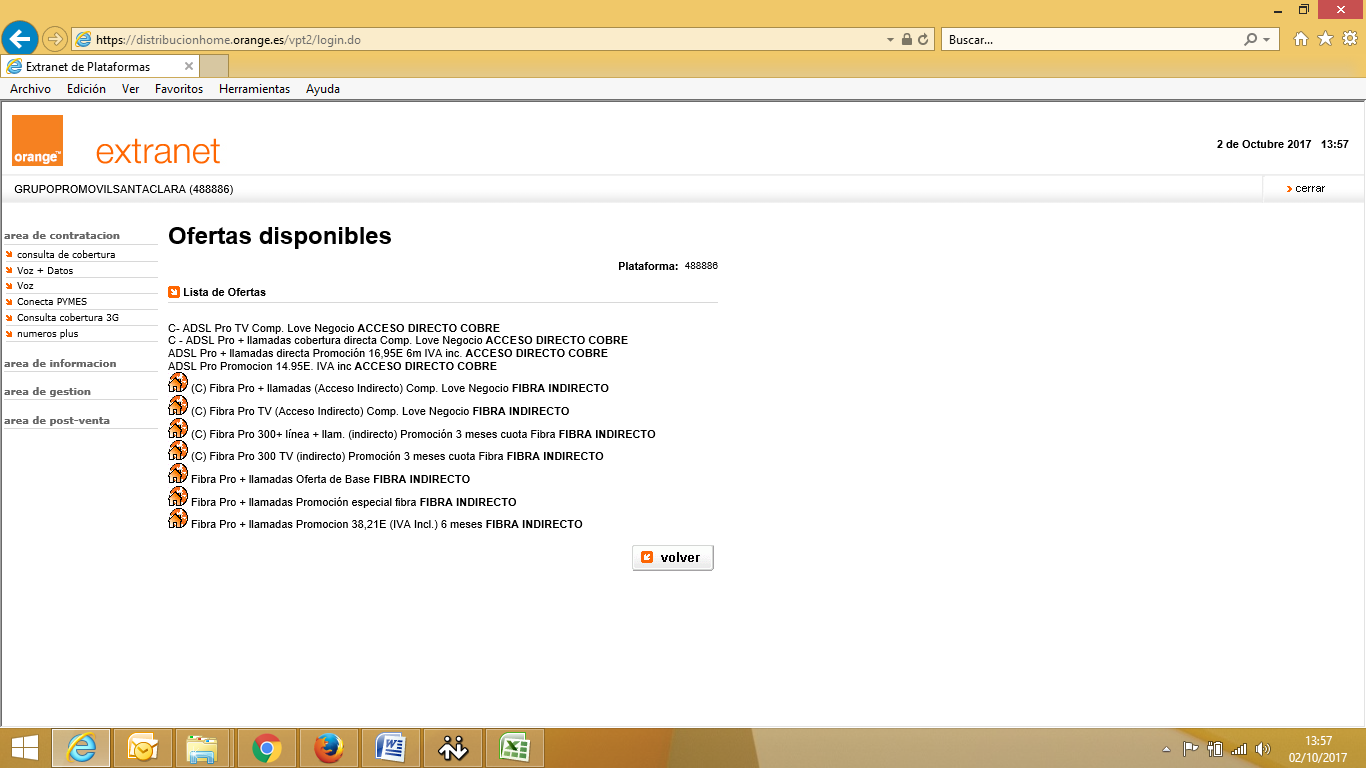 https://distribucionhome.orange.es/vpt2/login.do
Buscar...
Extranet de Plataformas
Archivo Edición Ver Favoritos Herramientas Ayuda
orange™
extranet
2 de Octubre 2017 13:57
GRUPOPROMOVILSANTACLARA (488886)
cerrar
area de contratacion
consulta de cobertura
Voz + Datos
Voz
Conecta PYMES
Consulta cobertura 3G
numeros plus
area de informacion
area de gestion
area de post-venta
Ofertas disponibles
Plataforma: 488886
Lista de Ofertas
C- ADSL Pro TV Comp. Love Negocio ACCESO DIRECTO COBRE
C - ADSL Pro + llamadas cobertura directa Comp. Love Negocio ACCESO DIRECTO COBRE
ADSL Pro + llamadas directa Promoción 16,95E 6m IVA inc. ACCESO DIRECTO COBRE
ADSL Pro Promocion 14.95E. IVA inc ACCESO DIRECTO COBRE
(C) Fibra Pro + llamadas (Acceso Indirecto) Comp. Love Negocio FIBRA INDIRECTO
(C) Fibra Pro TV (Acceso Indirecto) Comp. Love Negocio FIBRA INDIRECTO
(C) Fibra Pro 300+ línea + llam. (indirecto) Promoción 3 meses cuota Fibra FIBRA INDIRECTO
(C) Fibra Pro 300 TV (indirecto) Promoción 3 meses cuota Fibra FIBRA INDIRECTO
Fibra Pro + llamadas Oferta de Base FIBRA INDIRECTO
Fibra Pro + llamadas Promoción especial fibra FIBRA INDIRECTO
Fibra Pro + llamadas Promocion 38,21E (IVA Incl.) 6 meses FIBRA INDIRECTO
volver
13:57
02/10/2017